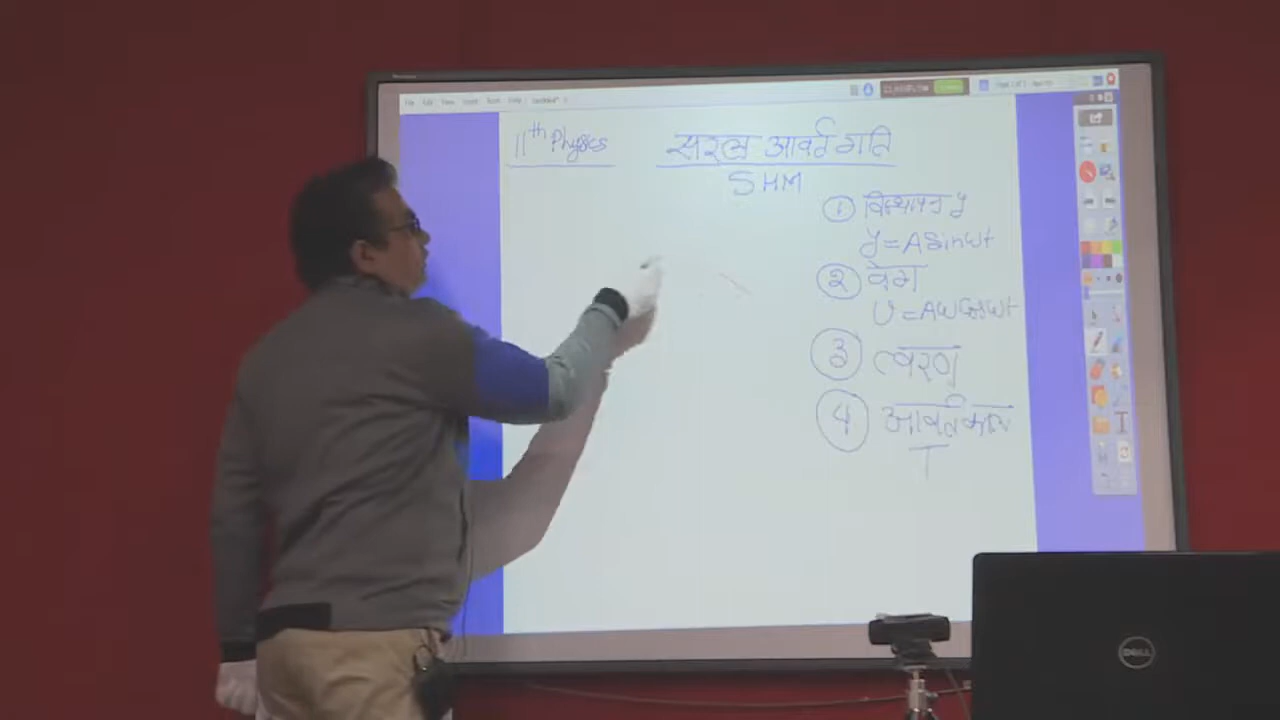 11th Physics
सरल आवर्त गति
SHM
① विस्थापन y
y = A sin ωt
② वेग
υ = Aω cos ωt
③ त्वरण
④ आवर्तकाल
T
DELL